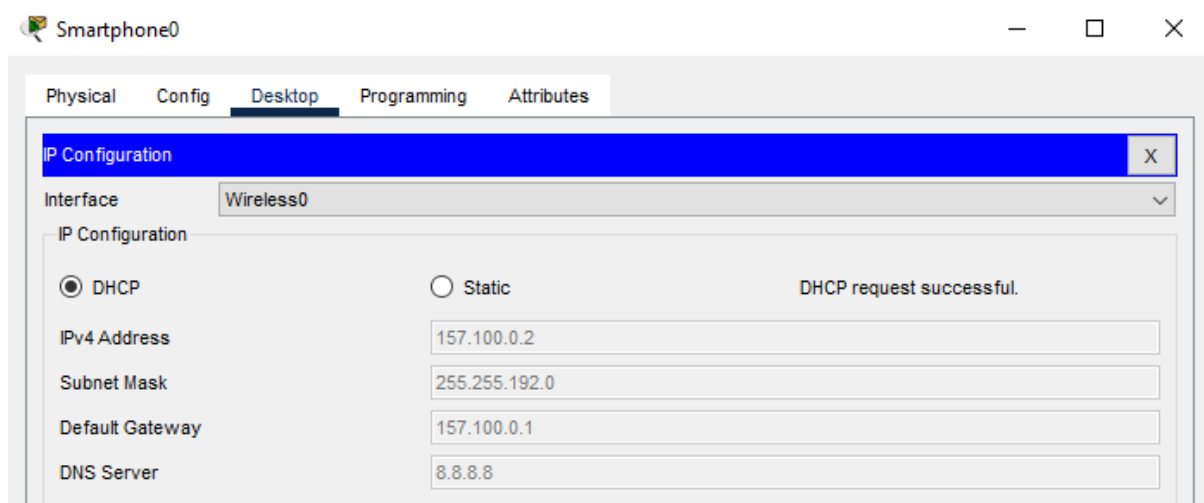 Smartphone0
Physical Config Desktop Programming Attributes
IP Configuration X
Interface Wireless0
IP Configuration
DHCP Static DHCP request successful.
IPv4 Address 157.100.0.2
Subnet Mask 255.255.192.0
Default Gateway 157.100.0.1
DNS Server 8.8.8.8